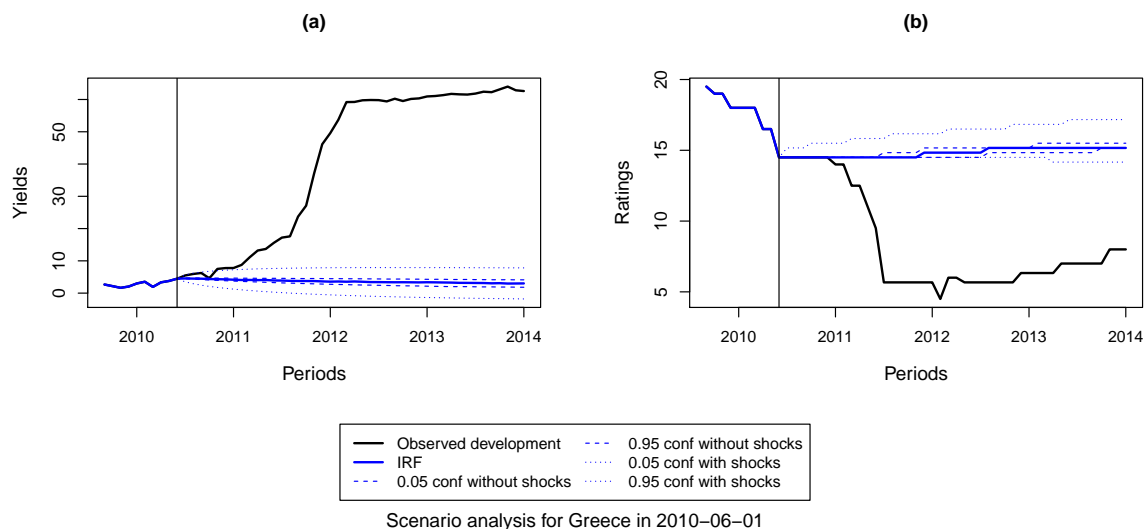 (a)
Yields
0
10
30
50
2010
2011
2012
2013
2014
Periods
(b)
Ratings
5
10
15
20
2010
2011
2012
2013
2014
Periods
Observed development
IRF
0.05 conf without shocks
0.95 conf without shocks
0.05 conf with shocks
0.95 conf with shocks
Scenario analysis for Greece in 2010−06−01